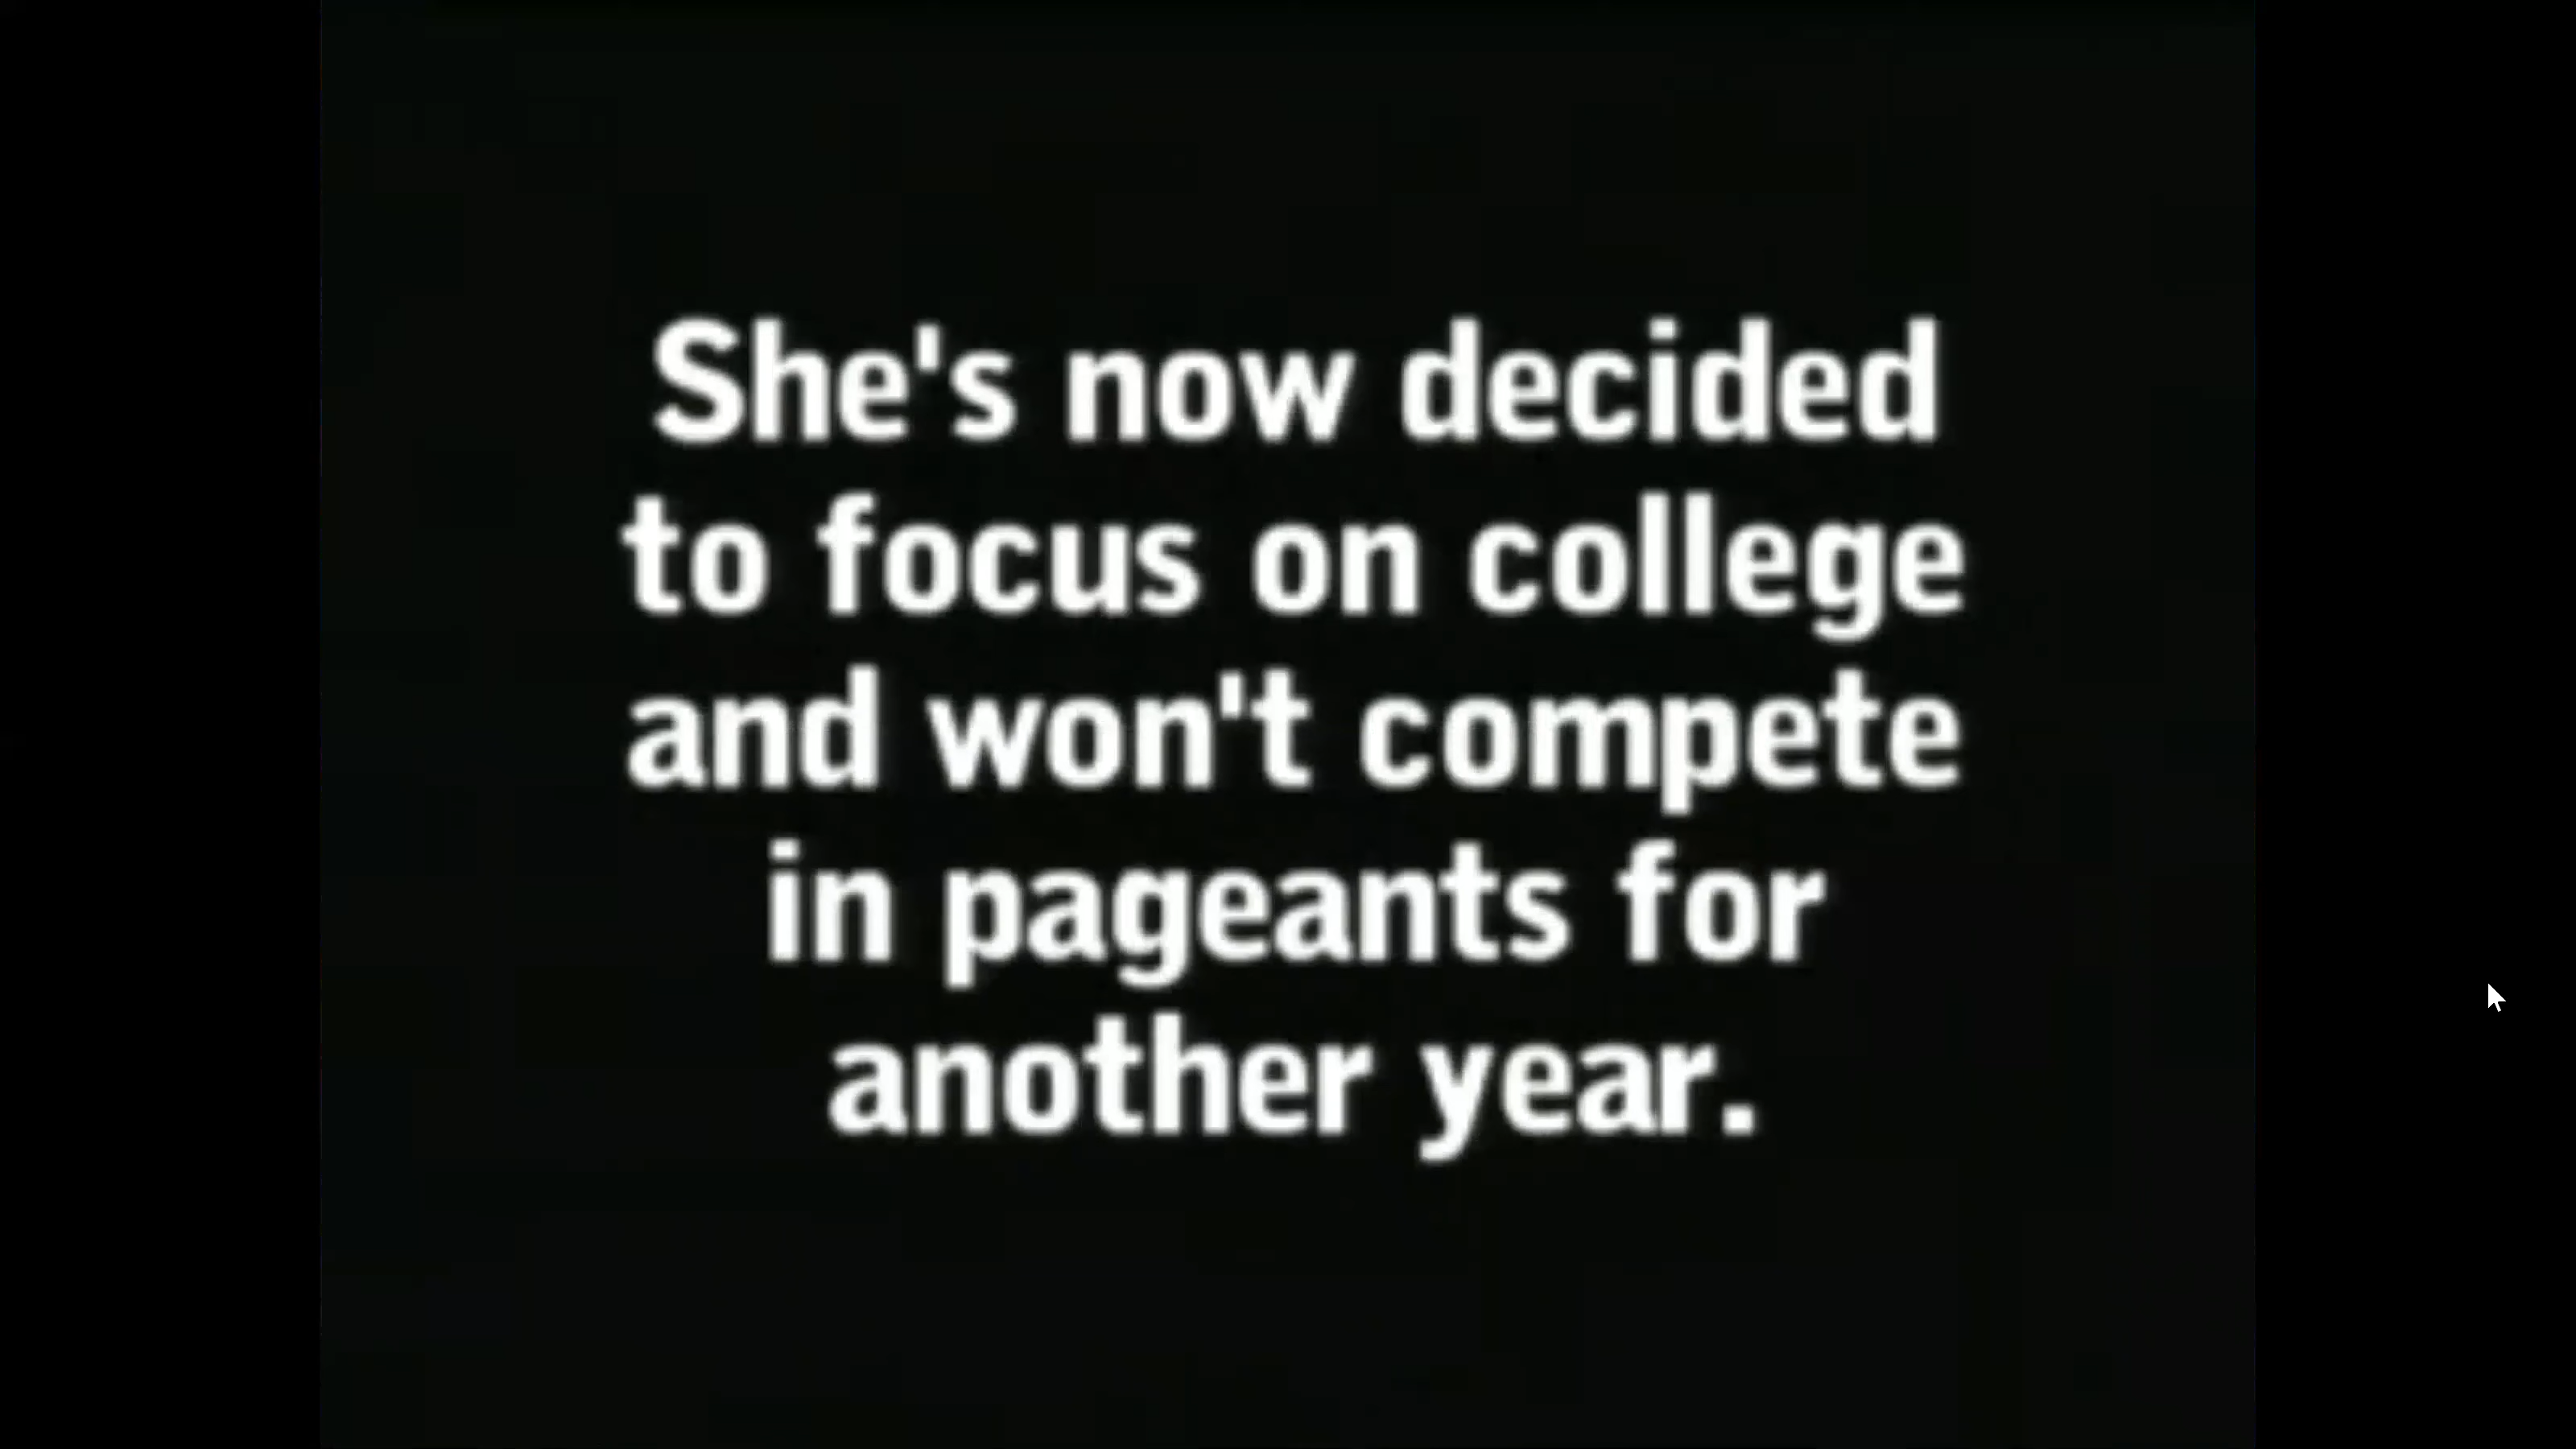 She's now decided
to focus on college
and won't compete
in pageants for
another year.